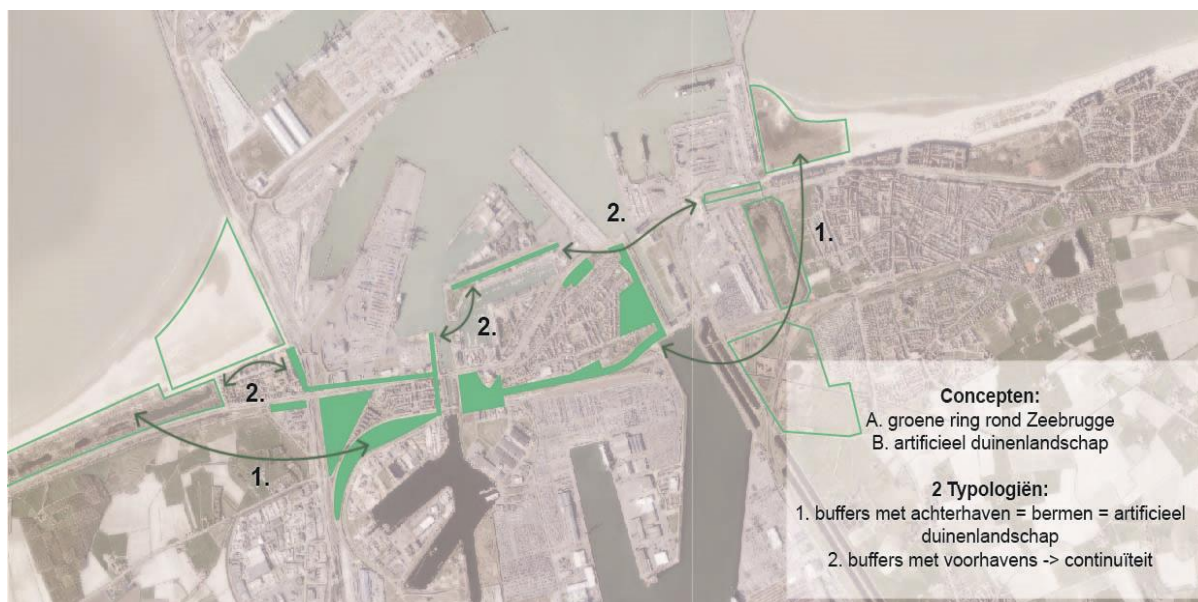 2.
1.
2.
2.
1.
Concepten:
A. groene ring rond Zeebrugge
B. artificieel duinenlandschap
2 Typologiën:
1. buffers met achterhaven = bermen = artificieel
duinenlandschap
2. buffers met voorhavens -> continuïteit